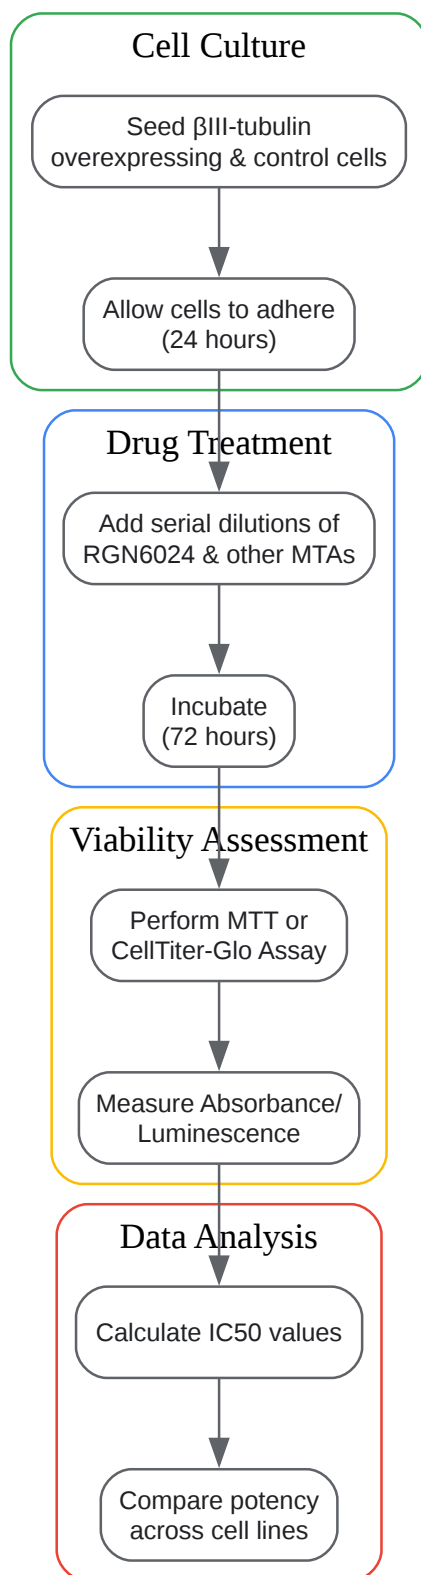 Cell Culture
Seed βIII-tubulin
overexpressing & control cells
Allow cells to adhere
(24 hours)
Drug Treatment
Add serial dilutions of
RGN6024 & other MTAs
Incubate
(72 hours)
Viability Assessment
Perform MTT or
CellTiter-Glo Assay
Measure Absorbance/
Luminescence
Data Analysis
Calculate IC50 values
Compare potency
across cell lines